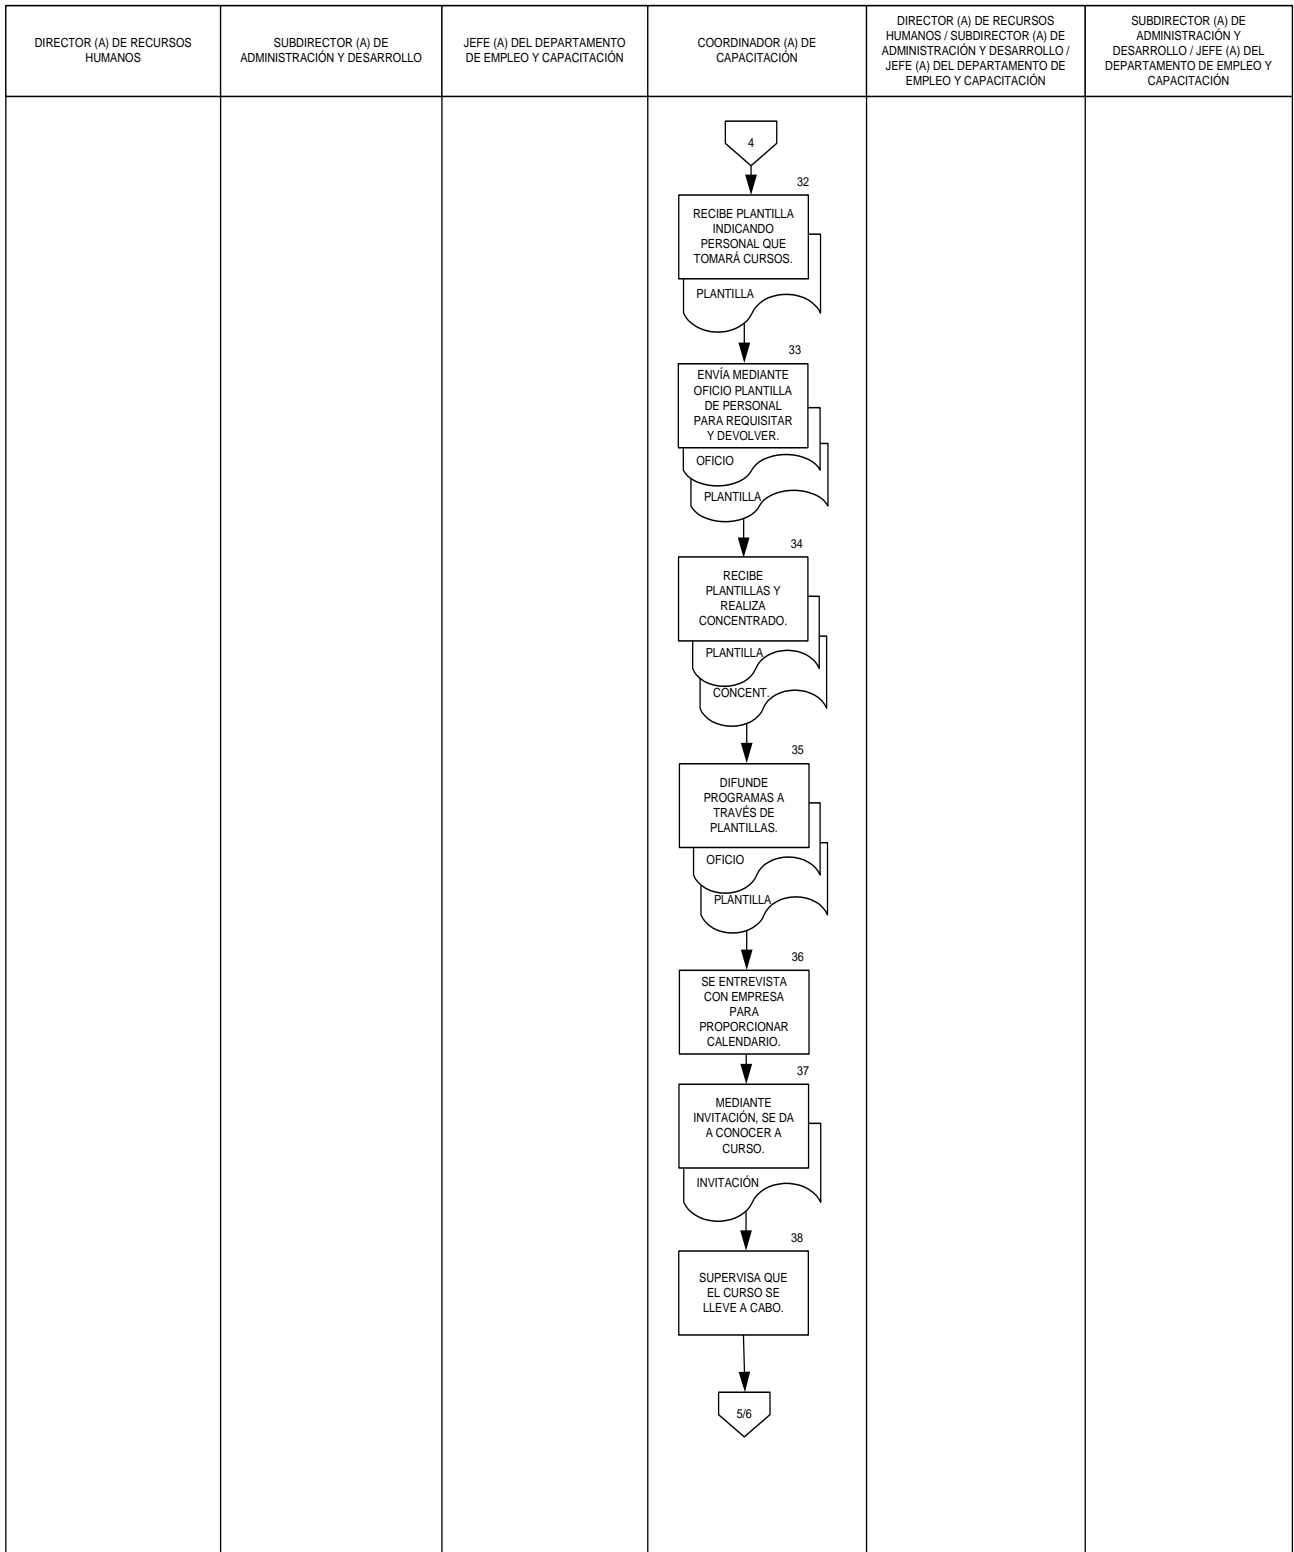 DIRECTOR (A) DE RECURSOS
HUMANOS
SUBDIRECTOR (A) DE
ADMINISTRACIÓN Y DESARROLLO
JEFE (A) DEL DEPARTAMENTO
DE EMPLEO Y CAPACITACIÓN
COORDINADOR (A) DE
CAPACITACIÓN
DIRECTOR (A) DE RECURSOS
HUMANOS / SUBDIRECTOR (A) DE
ADMINISTRACIÓN Y DESARROLLO /
JEFE (A) DEL DEPARTAMENTO DE
EMPLEO Y CAPACITACIÓN
SUBDIRECTOR (A) DE
ADMINISTRACIÓN Y
DESARROLLO / JEFE (A) DEL
DEPARTAMENTO DE EMPLEO Y
CAPACITACIÓN
4
32
RECIBE PLANTILLA
INDICANDO
PERSONAL QUE
TOMARÁ CURSOS.
PLANTILLA
33
ENVÍA MEDIANTE
OFICIO PLANTILLA
DE PERSONAL
PARA REQUISITAR
Y DEVOLVER.
OFICIO
PLANTILLA
34
RECIBE
PLANTILLAS Y
REALIZA
CONCENTRADO.
PLANTILLA
CONCENT.
35
DIFUNDE
PROGRAMAS A
TRAVÉS DE
PLANTILLAS.
OFICIO
PLANTILLA
36
SE ENTREVISTA
CON EMPRESA
PARA
PROPORCIONAR
CALENDARIO.
37
MEDIANTE
INVITACIÓN, SE DA
A CONOCER A
CURSO.
INVITACIÓN
38
SUPERVISA QUE
EL CURSO SE
LLEVE A CABO.
5/6